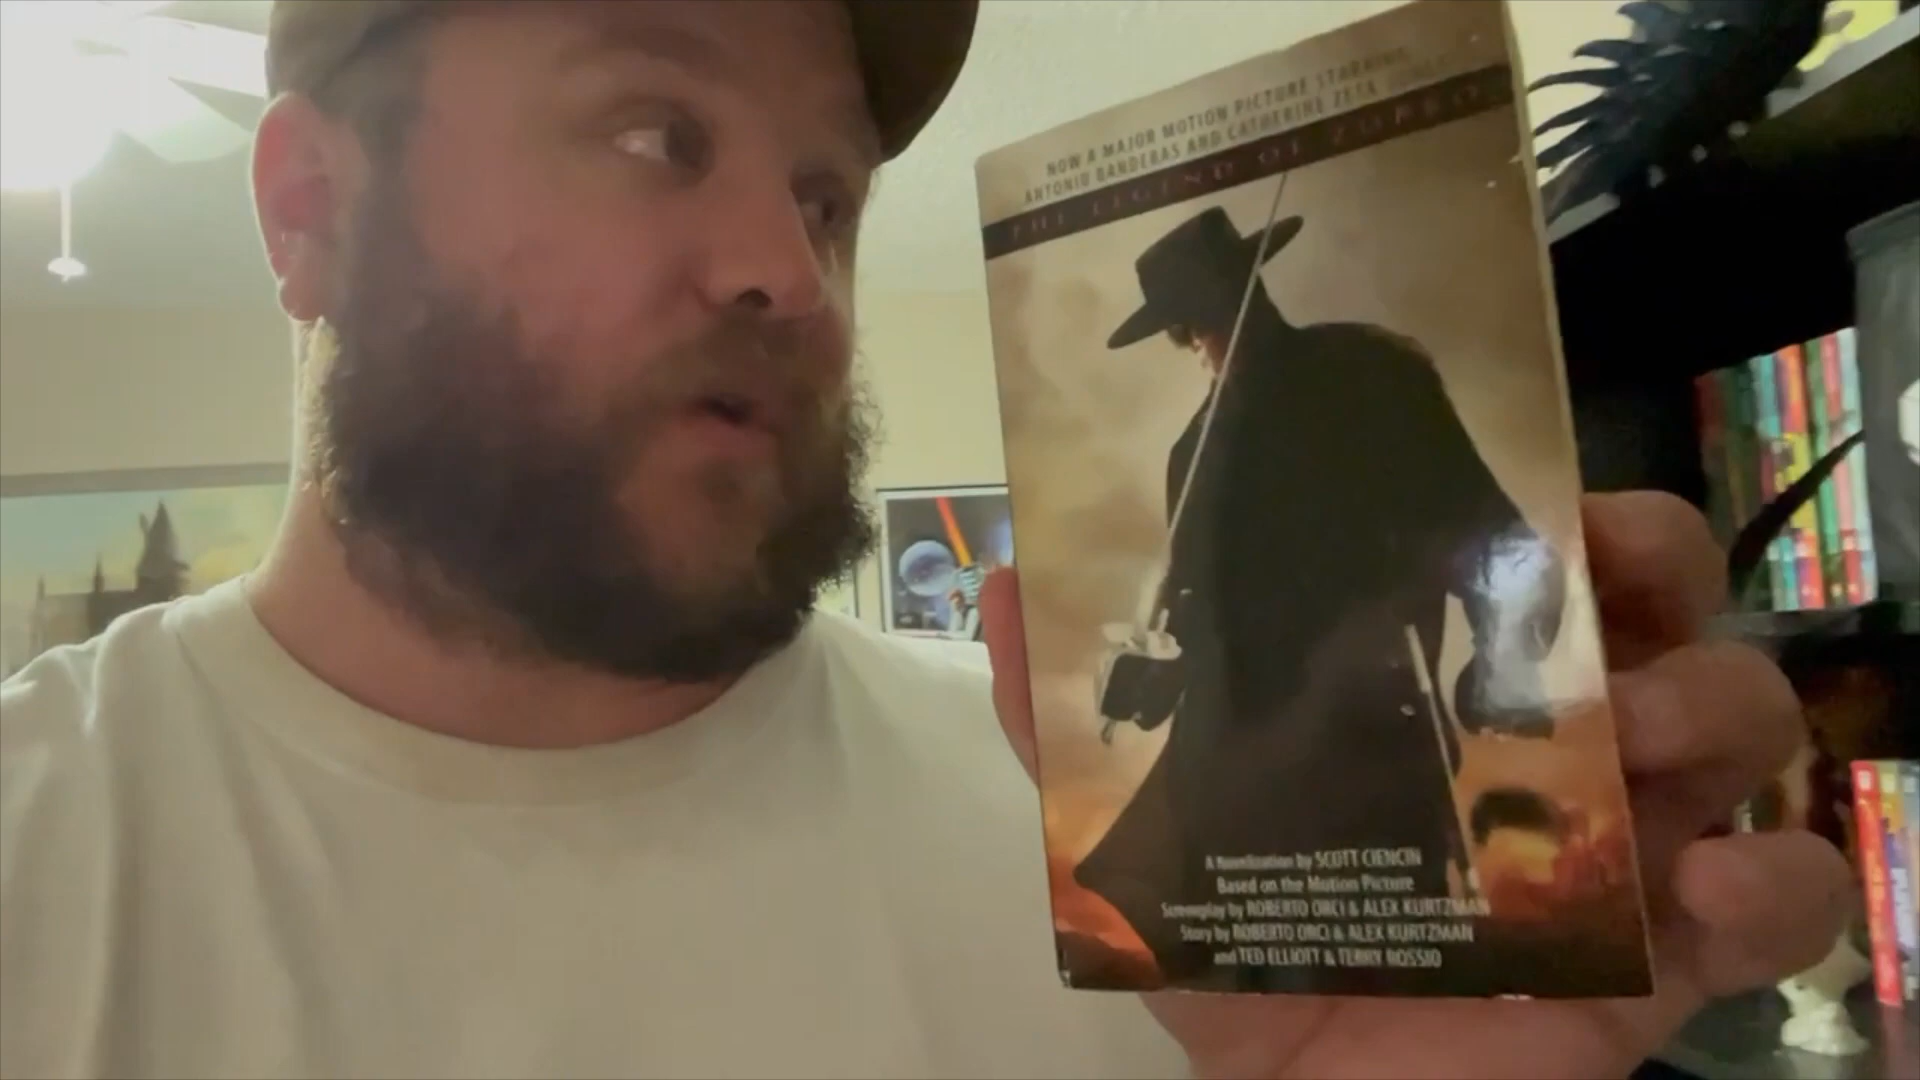 NOW A MAJOR MOTION PICTURE STARRING
ANTONIO BANDERAS AND CATHERINE ZETA-JONES
THE LEGEND OF ZORRO
A Novelization by SCOTT CIENCIN
Based on the Motion Picture
Screenplay by ROBERTO ORCI & ALEX KURTZMAN
Story by ROBERTO ORCI & ALEX KURTZMAN
and TED ELLIOTT & TERRY ROSSIO